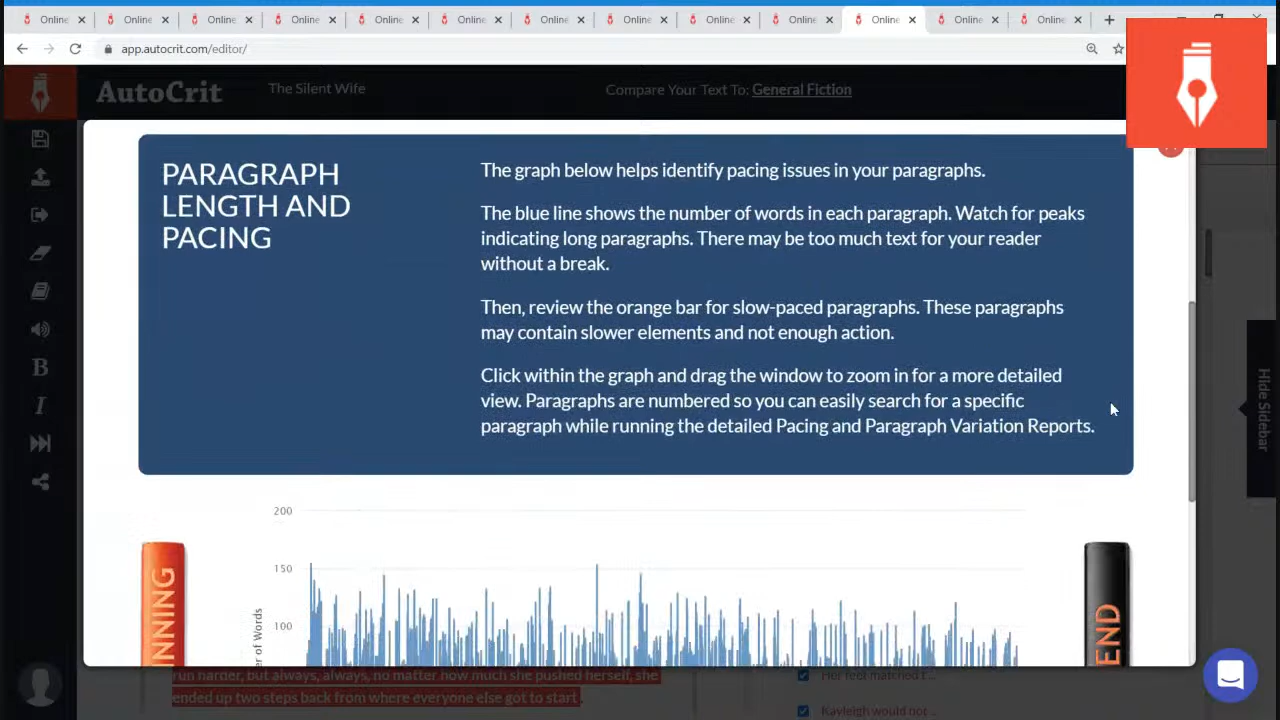 Online
Online
Online
Online
Online
Online
Online
Online
Online
Online
Online
Online
Online
app.autocrit.com/editor/
AutoCrit
The Silent Wife
Compare Your Text To: General Fiction
PARAGRAPH
LENGTH AND
PACING
The graph below helps identify pacing issues in your paragraphs.
The blue line shows the number of words in each paragraph. Watch for peaks
indicating long paragraphs. There may be too much text for your reader
without a break.
Then, review the orange bar for slow-paced paragraphs. These paragraphs
may contain slower elements and not enough action.
Click within the graph and drag the window to zoom in for a more detailed
view. Paragraphs are numbered so you can easily search for a specific
paragraph while running the detailed Pacing and Paragraph Variation Reports.
B
I
Hide Sidebar
200
150
100
er of Words
INNING
END
run harder, but always, always, no matter how much she pushed herself, she
ended up two steps back from where everyone else got to start.
Her feet matched t...
Kayleigh would not ...